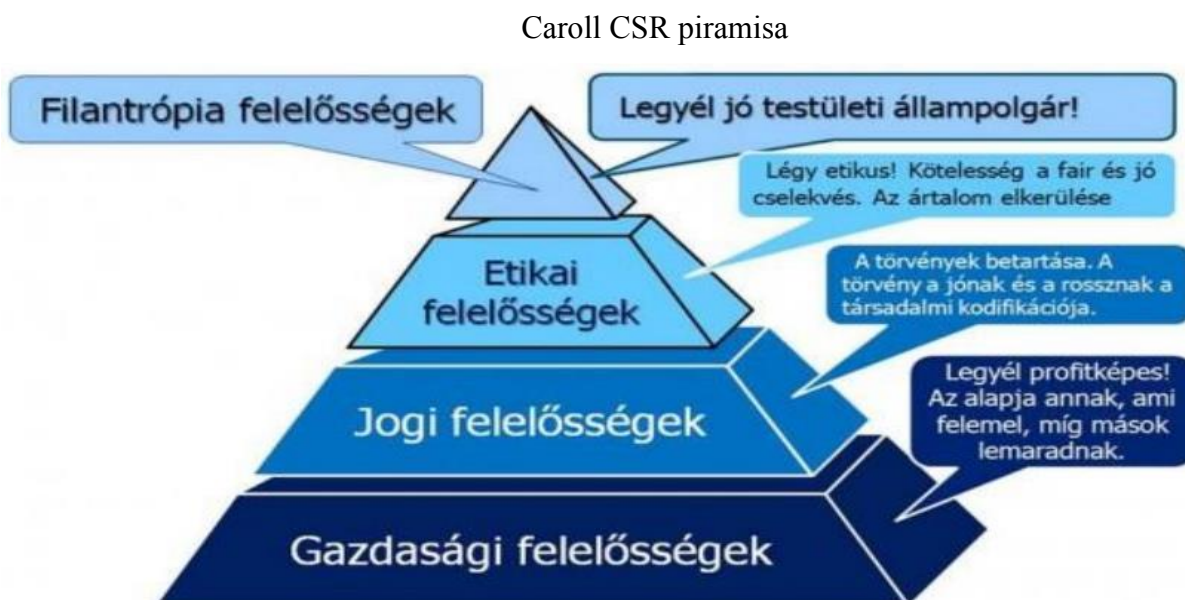 Caroll CSR piramisa
Filantrópia felelősségek
Legyél jó testületi állampolgár!
Légy etikus! Kötelesség a fair és jó
cselekvés. Az ártalom elkerülése
Etikai
felelősségek
A törvények betartása. A
törvény a jónak és a rossznak a
társadalmi kodifikációja.
Jogi felelősségek
Legyél profitképes!
Az alapja annak, ami
felemel, míg mások
lemaradnak.
Gazdasági felelősségek